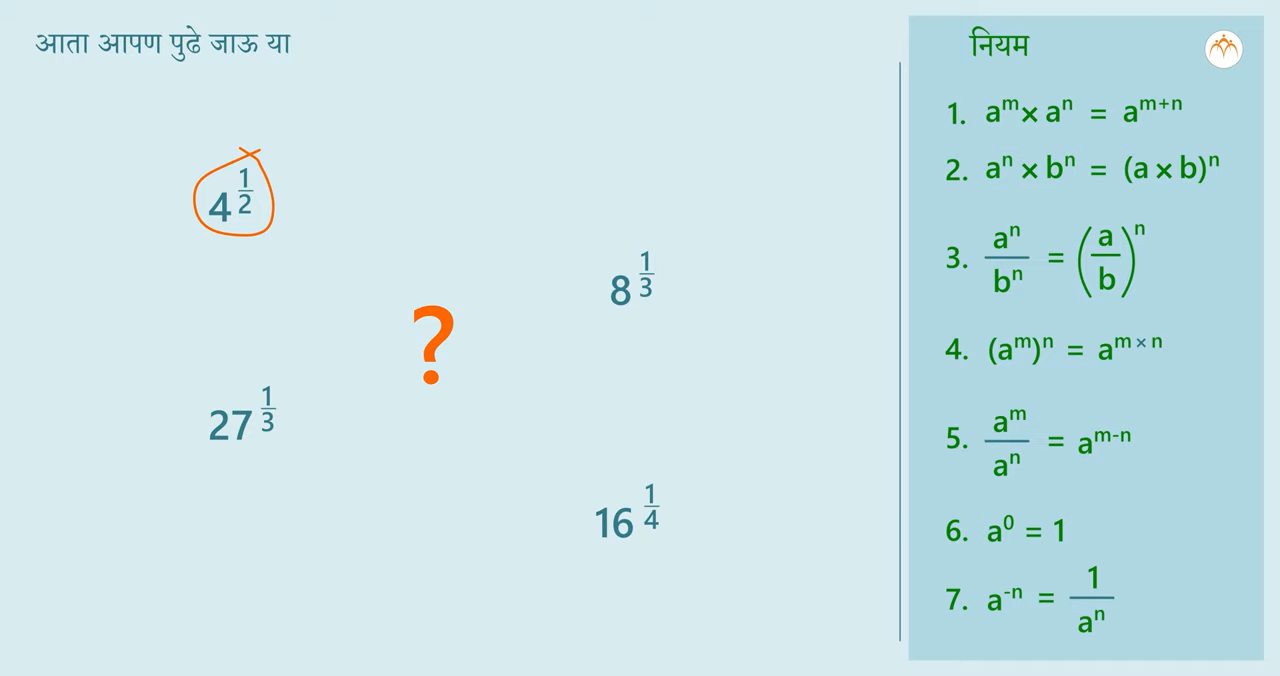 आता आपण पुढे जाऊ या
4^(1/2)
8^(1/3)
?
27^(1/3)
16^(1/4)
नियम
1. a^m × a^n = a^(m+n)
2. a^n × b^n = (a × b)^n
3. a^n / b^n = (a/b)^n
4. (a^m)^n = a^(m × n)
5. a^m / a^n = a^(m-n)
6. a^0 = 1
7. a^(-n) = 1 / a^n